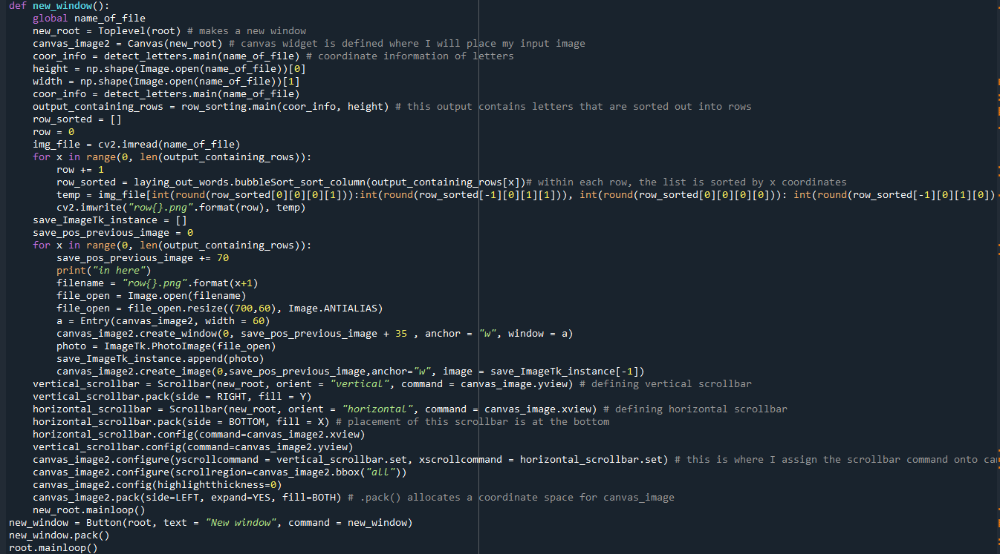 def new_window():
    global name_of_file
    new_root = Toplevel(root) # makes a new window
    canvas_image2 = Canvas(new_root) # canvas widget is defined where I will place my input image
    coor_info = detect_letters.main(name_of_file) # coordinate information of letters
    height = np.shape(Image.open(name_of_file))[0]
    width = np.shape(Image.open(name_of_file))[1]
    coor_info = detect_letters.main(name_of_file)
    output_containing_rows = row_sorting.main(coor_info, height) # this output contains letters that are sorted out into rows
    row_sorted = []
    row = 0
    img_file = cv2.imread(name_of_file)
    for x in range(0, len(output_containing_rows)):
        row += 1
        row_sorted = laying_out_words.bubbleSort_sort_column(output_containing_rows[x])# within each row, the list is sorted by x coordinates
        temp = img_file[int(round(row_sorted[0][0][0][1])):int(round(row_sorted[-1][0][1][1])), int(round(row_sorted[0][0][0][0])): int(round(row_sorted[-1][0][1][0])
        cv2.imwrite("row{}.png".format(row), temp)
    save_ImageTk_instance = []
    save_pos_previous_image = 0
    for x in range(0, len(output_containing_rows)):
        save_pos_previous_image += 70
        print("in here")
        filename = "row{}.png".format(x+1)
        file_open = Image.open(filename)
        file_open = file_open.resize((700,60), Image.ANTIALIAS)
        a = Entry(canvas_image2, width = 60)
        canvas_image2.create_window(0, save_pos_previous_image + 35 , anchor = "w", window = a)
        photo = ImageTk.PhotoImage(file_open)
        save_ImageTk_instance.append(photo)
        canvas_image2.create_image(0,save_pos_previous_image,anchor="w", image = save_ImageTk_instance[-1])
    vertical_scrollbar = Scrollbar(new_root, orient = "vertical", command = canvas_image.yview) # defining vertical scrollbar
    vertical_scrollbar.pack(side = RIGHT, fill = Y)
    horizontal_scrollbar = Scrollbar(new_root, orient = "horizontal", command = canvas_image.xview) # defining horizontal scrollbar
    horizontal_scrollbar.pack(side = BOTTOM, fill = X) # placement of this scrollbar is at the bottom
    horizontal_scrollbar.config(command=canvas_image2.xview)
    vertical_scrollbar.config(command=canvas_image2.yview)
    canvas_image2.configure(yscrollcommand = vertical_scrollbar.set, xscrollcommand = horizontal_scrollbar.set) # this is where I assign the scrollbar command onto
    canvas_image2.configure(scrollregion=canvas_image2.bbox("all"))
    canvas_image2.config(highlightthickness=0)
    canvas_image2.pack(side=LEFT, expand=YES, fill=BOTH) # .pack() allocates a coordinate space for canvas_image
    new_root.mainloop()
new_window = Button(root, text = "New window", command = new_window)
new_window.pack()
root.mainloop()